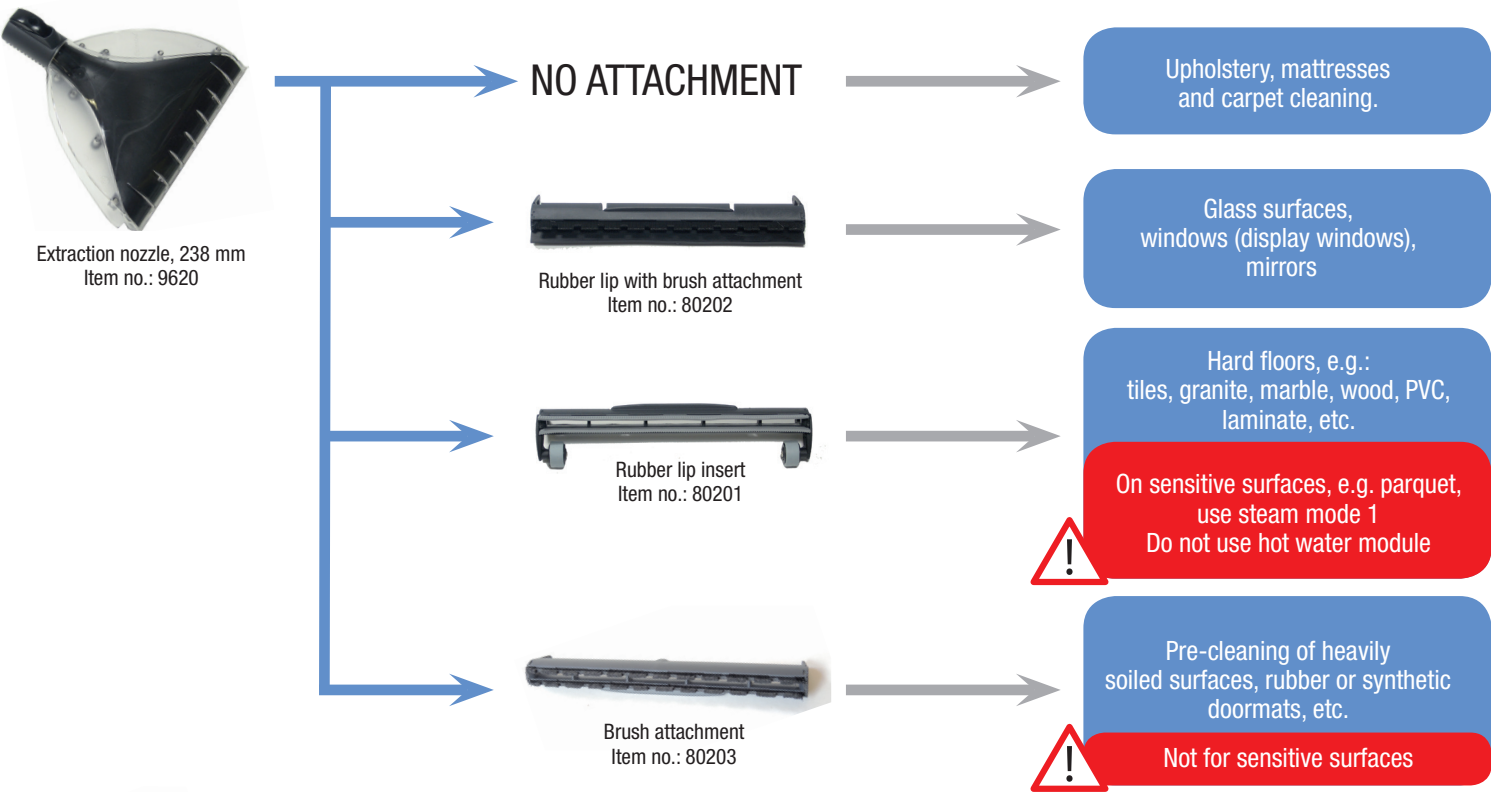 NO ATTACHMENT
Upholstery, mattresses
and carpet cleaning.
Extraction nozzle, 238 mm
Item no.: 9620
Rubber lip with brush attachment
Item no.: 80202
Glass surfaces,
windows (display windows),
mirrors
Rubber lip insert
Item no.: 80201
Hard floors, e.g.:
tiles, granite, marble, wood, PVC,
laminate, etc.
On sensitive surfaces, e.g. parquet,
use steam mode 1
Do not use hot water module
!
Brush attachment
Item no.: 80203
Pre-cleaning of heavily
soiled surfaces, rubber or synthetic
doormats, etc.
Not for sensitive surfaces
!